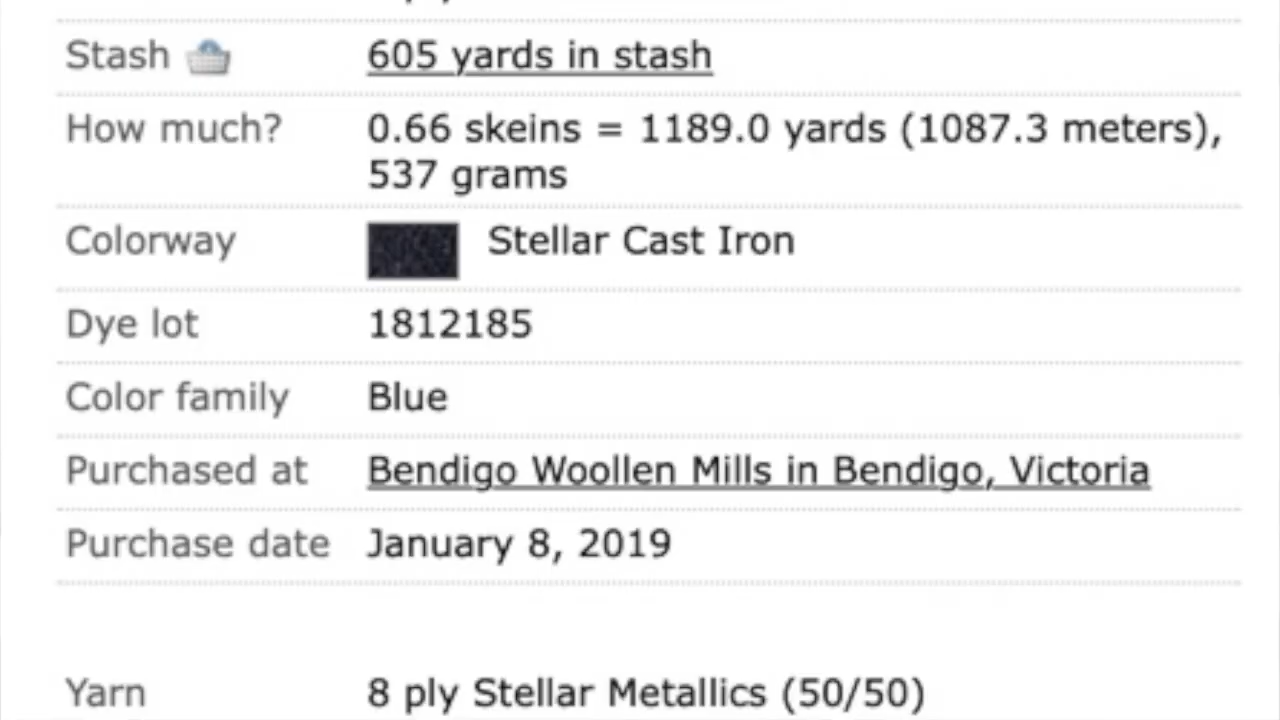 Stash 605 yards in stash
How much? 0.66 skeins = 1189.0 yards (1087.3 meters),
537 grams
Colorway Stellar Cast Iron
Dye lot 1812185
Color family Blue
Purchased at Bendigo Woollen Mills in Bendigo, Victoria
Purchase date January 8, 2019
Yarn 8 ply Stellar Metallics (50/50)